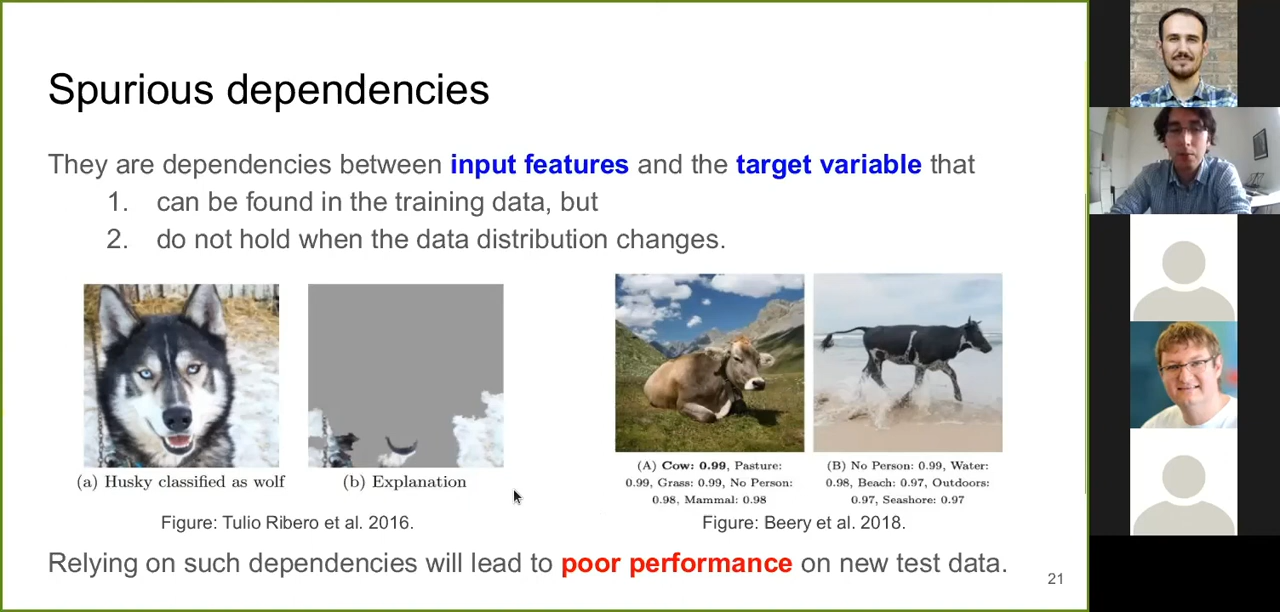 Spurious dependencies
They are dependencies between input features and the target variable that
1. can be found in the training data, but
2. do not hold when the data distribution changes.
(a) Husky classified as wolf
(b) Explanation
Figure: Tulio Ribero et al. 2016.
(A) Cow: 0.99, Pasture:
0.99, Grass: 0.99, No Person:
0.98, Mammal: 0.98
(B) No Person: 0.99, Water:
0.98, Beach: 0.97, Outdoors:
0.97, Seashore: 0.97
Figure: Beery et al. 2018.
Relying on such dependencies will lead to poor performance on new test data.
21